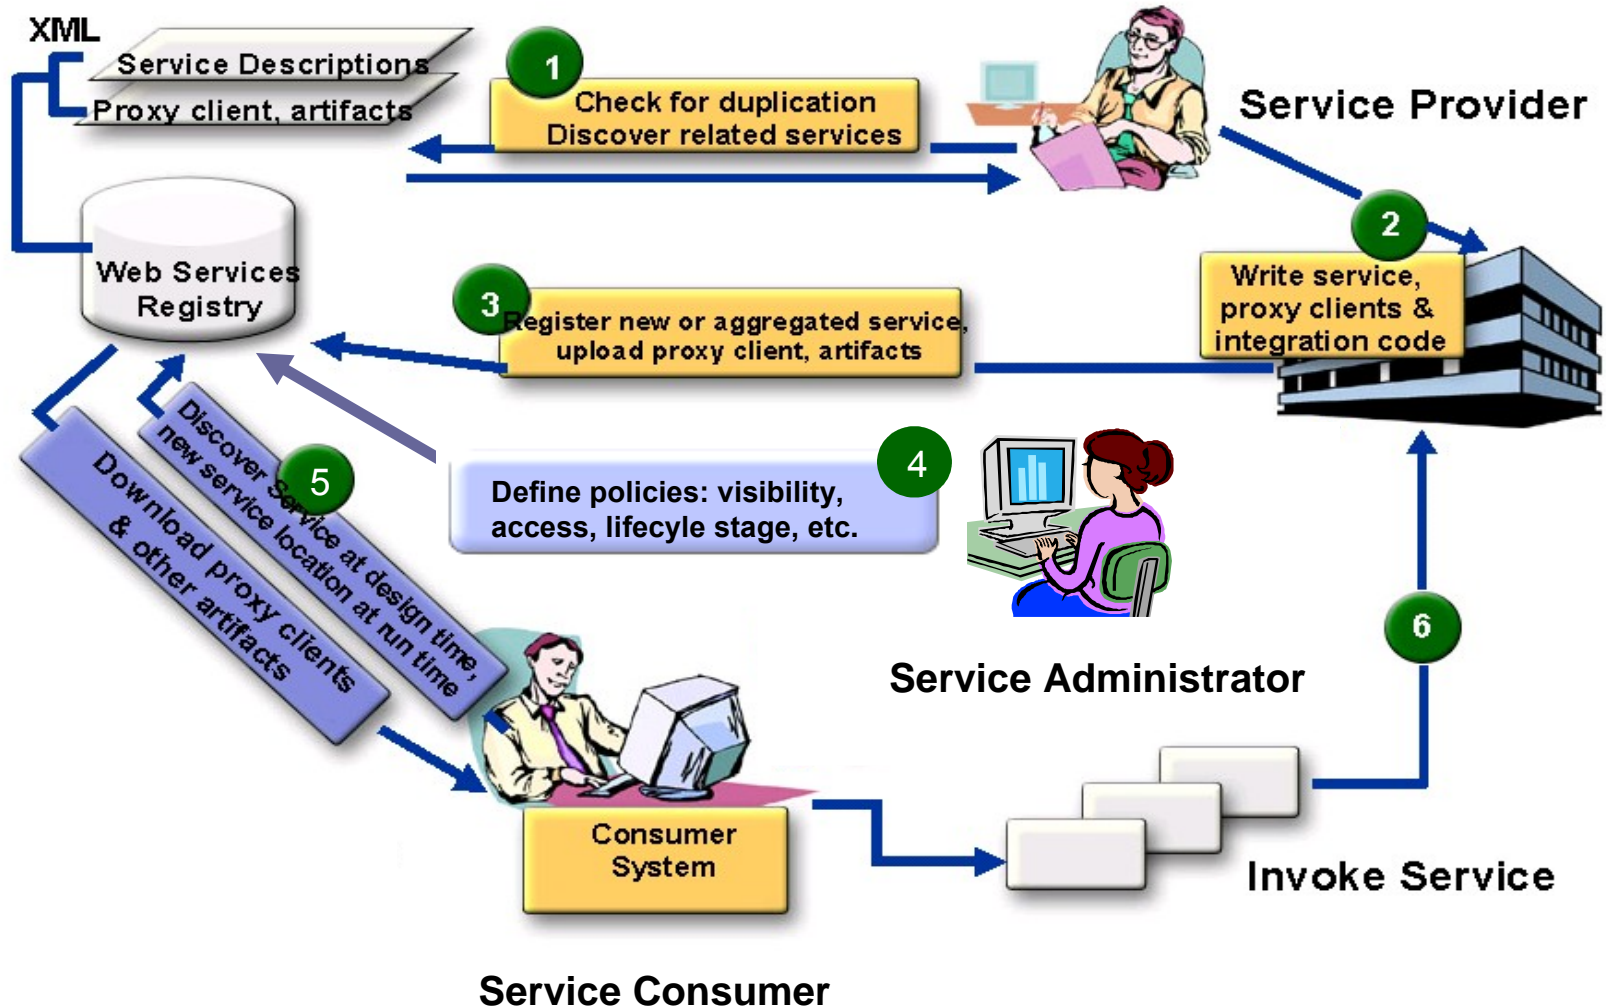 XML
Service Descriptions
Proxy client, artifacts
1
Check for duplication
Discover related services
Service Provider
2
Write service,
proxy clients &
integration code
Web Services
Registry
3
Register new or aggregated service,
upload proxy client, artifacts
4
Define policies: visibility,
access, lifecyle stage, etc.
Service Administrator
5
Discover Service at design time,
new service location at run time
Download proxy clients
& other artifacts
6
Consumer
System
Invoke Service
Service Consumer